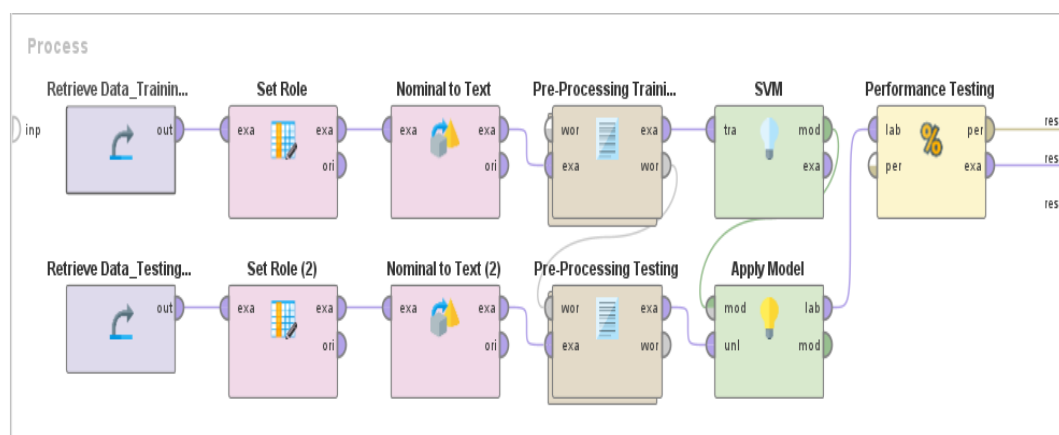 Process
Retrieve Data_Trainin... Set Role Nominal to Text Pre-Processing Traini... SVM Performance Testing
inp out exa exa exa exa wor exa tra mod lab per res
ori ori exa wor exa per exa res
res
Retrieve Data_Testing... Set Role (2) Nominal to Text (2) Pre-Processing Testing Apply Model
out exa exa exa exa wor exa mod lab
ori ori exa wor unl mod